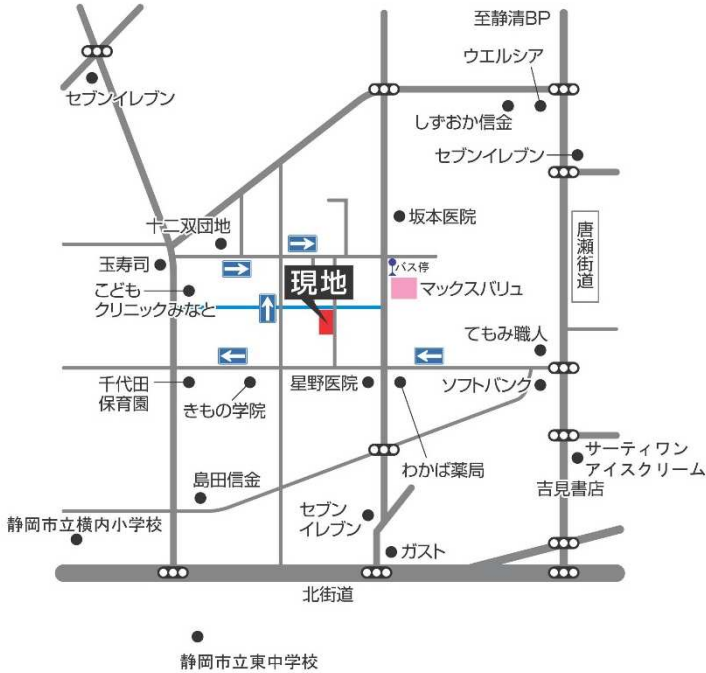 至静清BP
ウエルシア
セブンイレブン
しずおか信金
セブンイレブン
坂本医院
十二双団地
唐瀬街道
玉寿司
バス停
現地
マックスバリュ
こども
クリニックみなと
てもみ職人
千代田
保育園
きもの学院
星野医院
ソフトバンク
わかば薬局
サーティワン
アイスクリーム
島田信金
吉見書店
セブン
イレブン
静岡市立横内小学校
ガスト
北街道
静岡市立東中学校